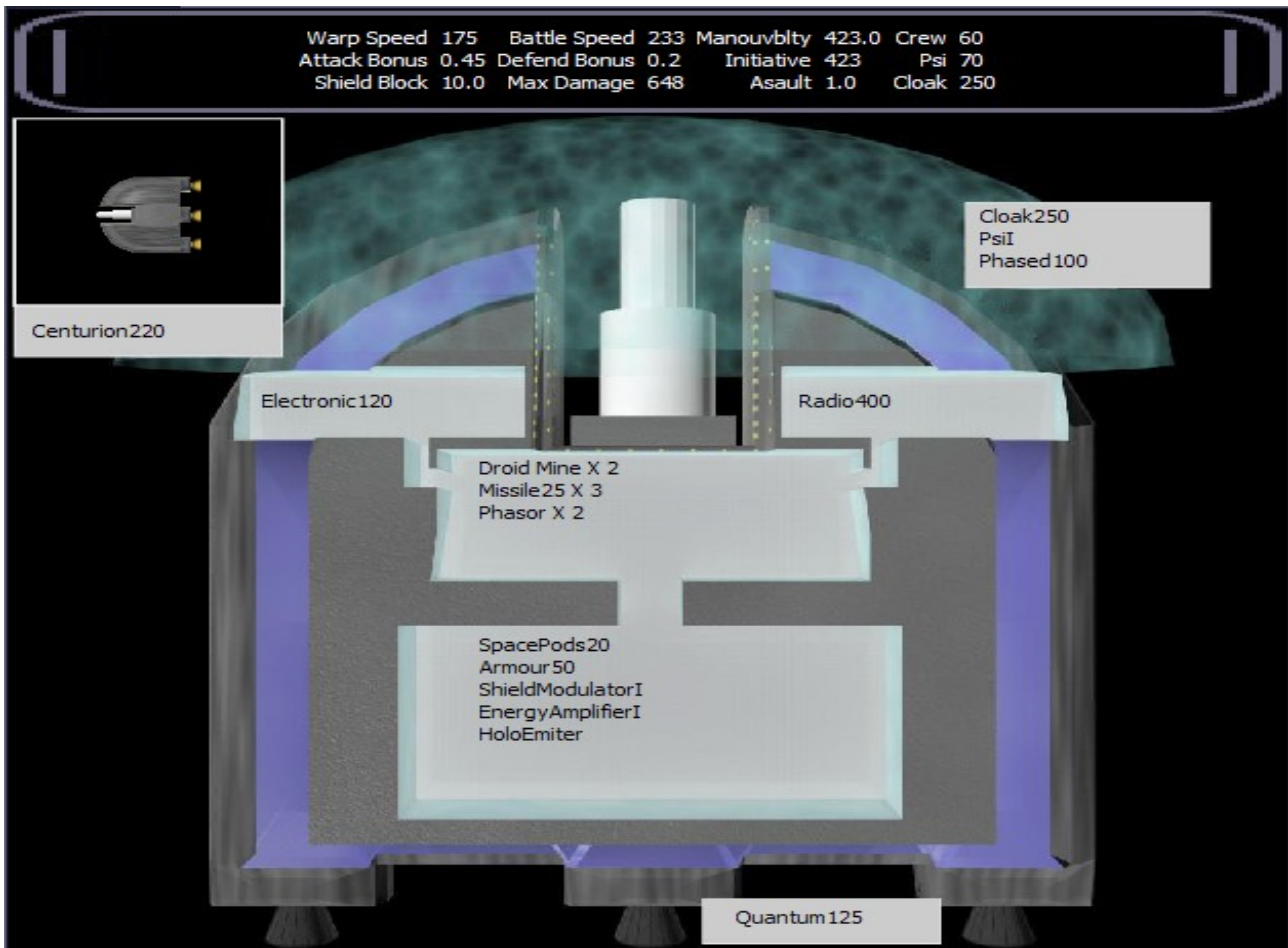 Warp Speed 175 Battle Speed 233 Manouvblty 423.0 Crew 60
Attack Bonus 0.45 Defend Bonus 0.2 Initiative 423 Psi 70
Shield Block 10.0 Max Damage 648 Asault 1.0 Cloak 250
Centurion220
Cloak250
PsiI
Phased100
Electronic120
Radio400
Droid Mine X 2
Missile25 X 3
Phasor X 2
SpacePods20
Armour50
ShieldModulatorI
EnergyAmplifierI
HoloEmiter
Quantum125